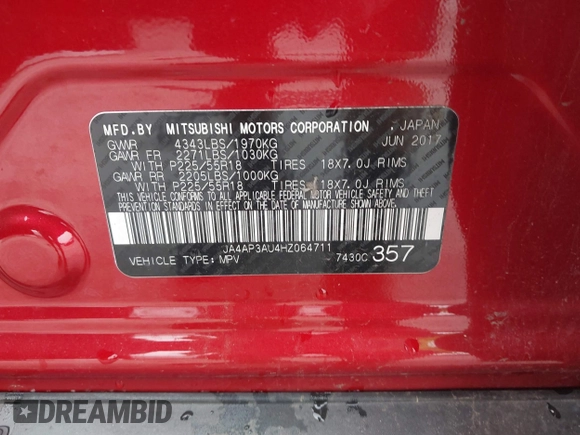 MFD.BY MITSUBISHI MOTORS CORPORATION , JAPAN
GWR 4343LBS/1970KG JUN 2017
GAWR FR 2271LBS/1030KG
WITH P225/55R18 TIRES 18X7.0J RIMS
GAWR RR 2205LBS/1000KG
WITH P225/55R18 TIRES 18X7.0J RIMS
THIS VEHICLE CONFORMS TO ALL APPLICABLE FEDERAL MOTOR VEHICLE SAFETY AND THEFT
PREVENTION STANDARDS IN EFFECT ON THE DATE OF MANUFACTURE SHOWN ABOVE.
JA4AP3AU4HZ064711
VEHICLE TYPE: MPV 7430C 357
DREAMBID